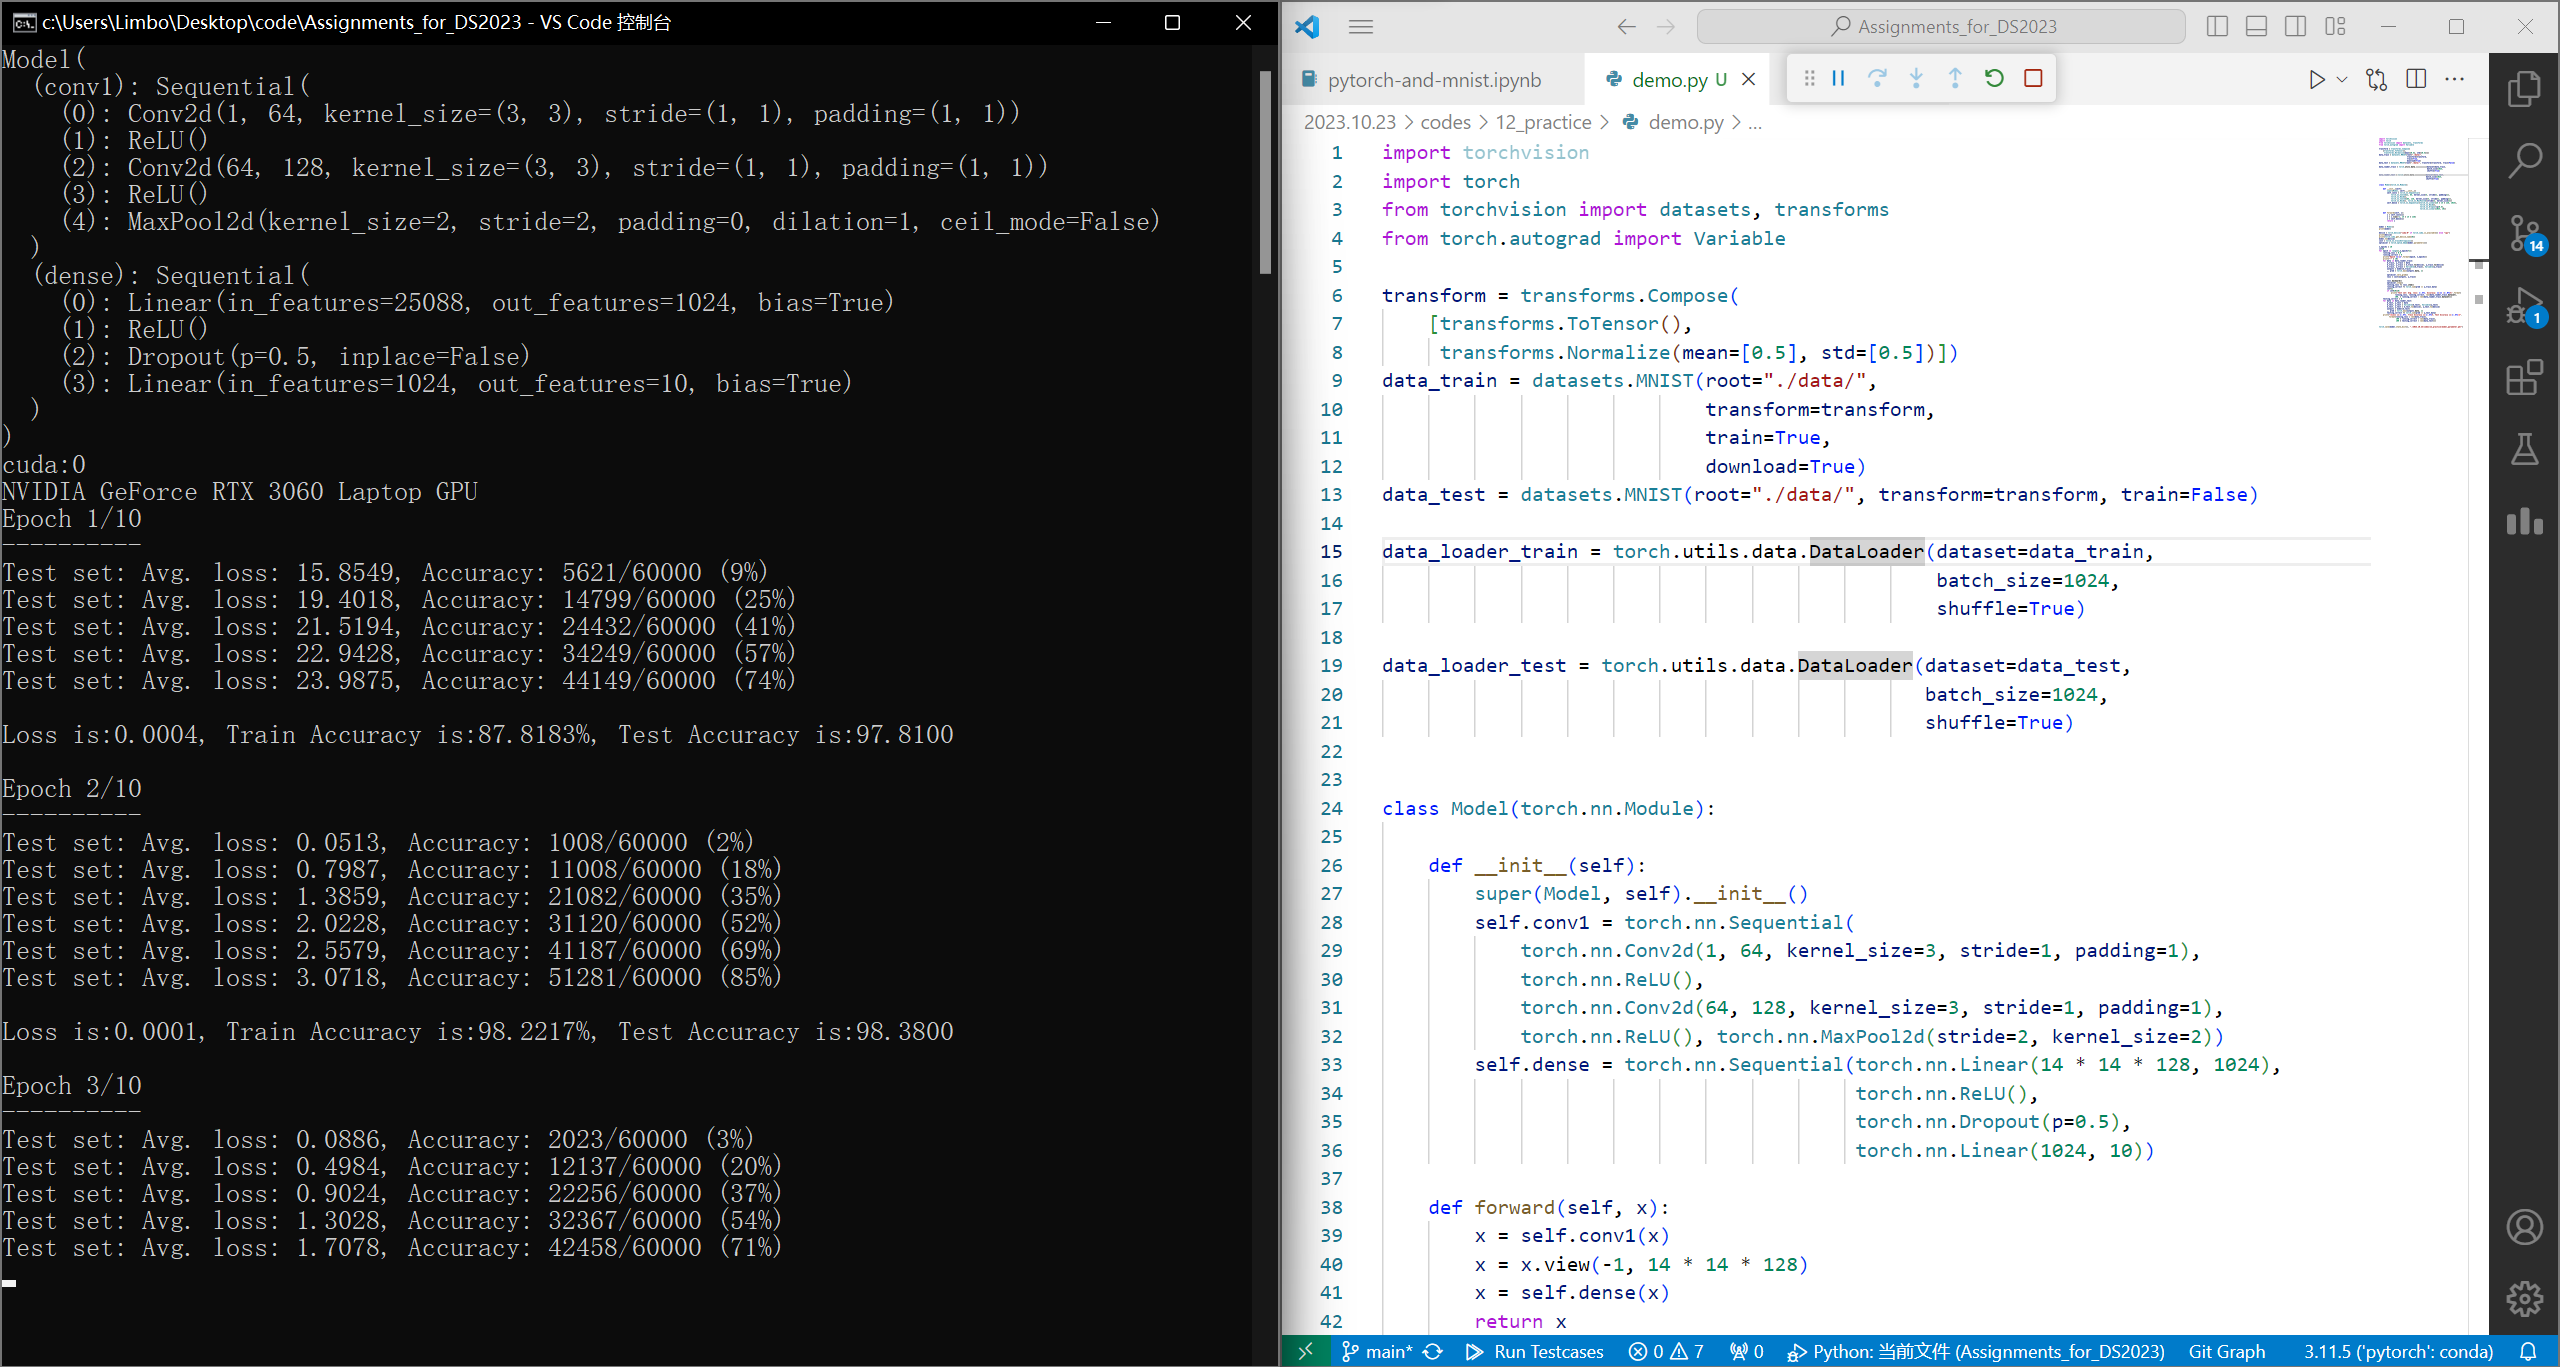 c:\Users\Limbo\Desktop\code\Assignments_for_DS2023 - VS Code 控制台
Model(
  (conv1): Sequential(
    (0): Conv2d(1, 64, kernel_size=(3, 3), stride=(1, 1), padding=(1, 1))
    (1): ReLU()
    (2): Conv2d(64, 128, kernel_size=(3, 3), stride=(1, 1), padding=(1, 1))
    (3): ReLU()
    (4): MaxPool2d(kernel_size=2, stride=2, padding=0, dilation=1, ceil_mode=False)
  )
  (dense): Sequential(
    (0): Linear(in_features=25088, out_features=1024, bias=True)
    (1): ReLU()
    (2): Dropout(p=0.5, inplace=False)
    (3): Linear(in_features=1024, out_features=10, bias=True)
  )
)
cuda:0
NVIDIA GeForce RTX 3060 Laptop GPU
Epoch 1/10
----------
Test set: Avg. loss: 15.8549, Accuracy: 5621/60000 (9%)
Test set: Avg. loss: 19.4018, Accuracy: 14799/60000 (25%)
Test set: Avg. loss: 21.5194, Accuracy: 24432/60000 (41%)
Test set: Avg. loss: 22.9428, Accuracy: 34249/60000 (57%)
Test set: Avg. loss: 23.9875, Accuracy: 44149/60000 (74%)
Loss is:0.0004, Train Accuracy is:87.8183%, Test Accuracy is:97.8100
Epoch 2/10
----------
Test set: Avg. loss: 0.0513, Accuracy: 1008/60000 (2%)
Test set: Avg. loss: 0.7987, Accuracy: 11008/60000 (18%)
Test set: Avg. loss: 1.3859, Accuracy: 21082/60000 (35%)
Test set: Avg. loss: 2.0228, Accuracy: 31120/60000 (52%)
Test set: Avg. loss: 2.5579, Accuracy: 41187/60000 (69%)
Test set: Avg. loss: 3.0718, Accuracy: 51281/60000 (85%)
Loss is:0.0001, Train Accuracy is:98.2217%, Test Accuracy is:98.3800
Epoch 3/10
----------
Test set: Avg. loss: 0.0886, Accuracy: 2023/60000 (3%)
Test set: Avg. loss: 0.4984, Accuracy: 12137/60000 (20%)
Test set: Avg. loss: 0.9024, Accuracy: 22256/60000 (37%)
Test set: Avg. loss: 1.3028, Accuracy: 32367/60000 (54%)
Test set: Avg. loss: 1.7078, Accuracy: 42458/60000 (71%)
Assignments_for_DS2023
pytorch-and-mnist.ipynb
demo.py U
2023.10.23 > codes > 12_practice > demo.py > ...
1 import torchvision
2 import torch
3 from torchvision import datasets, transforms
4 from torch.autograd import Variable
5
6 transform = transforms.Compose(
7     [transforms.ToTensor(),
8      transforms.Normalize(mean=[0.5], std=[0.5])])
9 data_train = datasets.MNIST(root="./data/",
10                             transform=transform,
11                             train=True,
12                             download=True)
13 data_test = datasets.MNIST(root="./data/", transform=transform, train=False)
14
15 data_loader_train = torch.utils.data.DataLoader(dataset=data_train,
16                                                 batch_size=1024,
17                                                 shuffle=True)
18
19 data_loader_test = torch.utils.data.DataLoader(dataset=data_test,
20                                                batch_size=1024,
21                                                shuffle=True)
22
23
24 class Model(torch.nn.Module):
25
26     def __init__(self):
27         super(Model, self).__init__()
28         self.conv1 = torch.nn.Sequential(
29             torch.nn.Conv2d(1, 64, kernel_size=3, stride=1, padding=1),
30             torch.nn.ReLU(),
31             torch.nn.Conv2d(64, 128, kernel_size=3, stride=1, padding=1),
32             torch.nn.ReLU(), torch.nn.MaxPool2d(stride=2, kernel_size=2))
33         self.dense = torch.nn.Sequential(torch.nn.Linear(14 * 14 * 128, 1024),
34                                          torch.nn.ReLU(),
35                                          torch.nn.Dropout(p=0.5),
36                                          torch.nn.Linear(1024, 10))
37
38     def forward(self, x):
39         x = self.conv1(x)
40         x = x.view(-1, 14 * 14 * 128)
41         x = self.dense(x)
42         return x
14
1
main* Run Testcases 0 7 0 Python: 当前文件 (Assignments_for_DS2023) Git Graph 3.11.5 ('pytorch': conda)